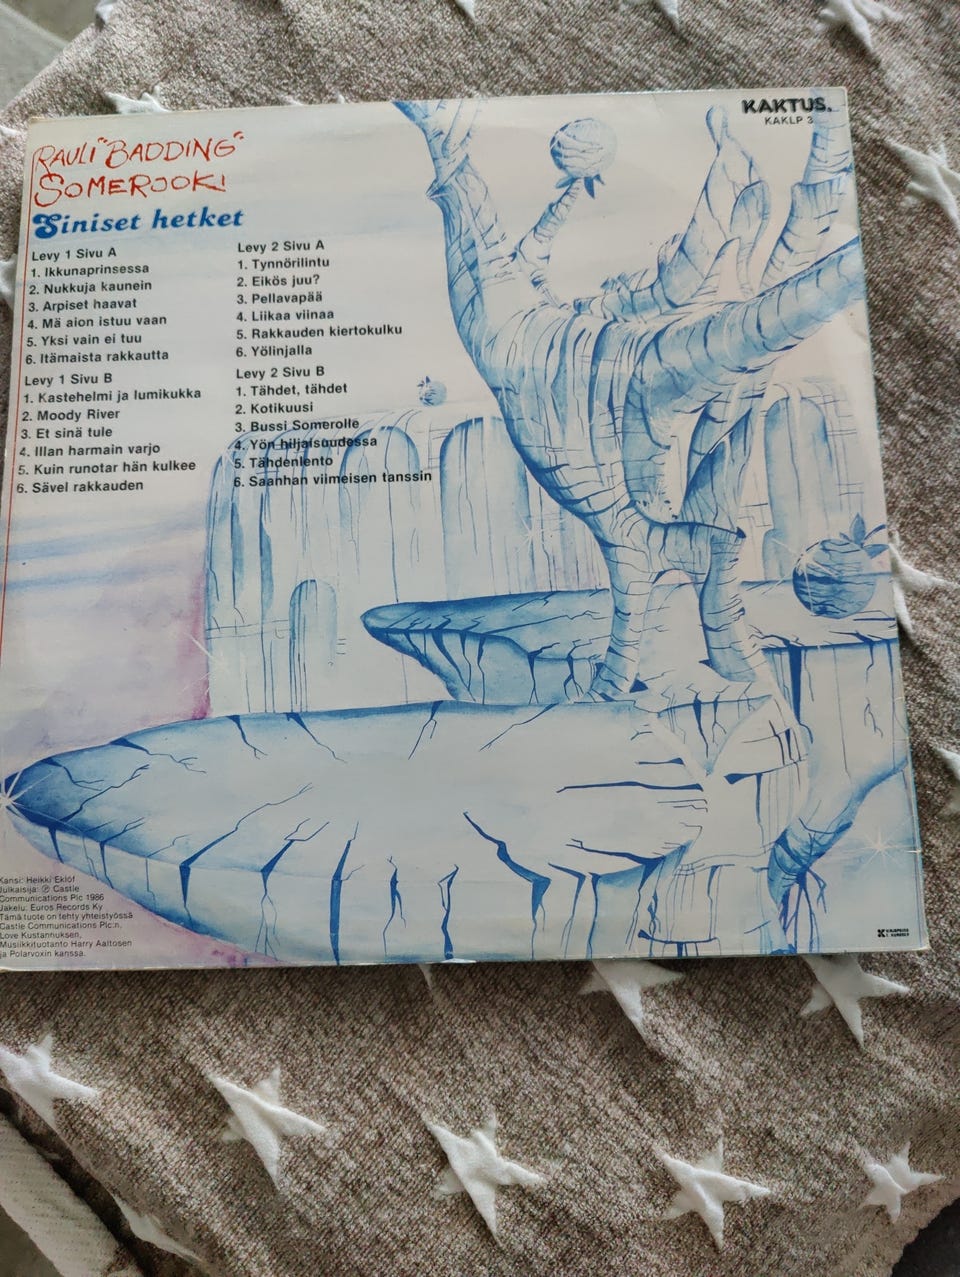 RAULI "BADDING"
SOMERJOKI
Siniset hetket
KAKTUS.
KAKLP 3
Levy 1 Sivu A
1. Ikkunaprinsessa
2. Nukkuja kaunein
3. Arpiset haavat
4. Mä aion istuu vaan
5. Yksi vain ei tuu
6. Itämaista rakkautta
Levy 1 Sivu B
1. Kastehelmi ja lumikukka
2. Moody River
3. Et sinä tule
4. Illan harmain varjo
5. Kuin runotar hän kulkee
6. Sävel rakkauden
Levy 2 Sivu A
1. Tynnörilintu
2. Eikös juu?
3. Pellavapää
4. Liikaa viinaa
5. Rakkauden kiertokulku
6. Yölinjalla
Levy 2 Sivu B
1. Tähdet, tähdet
2. Kotikuusi
3. Bussi Somerolle
4. Yön hiljaisuudessa
5. Tähdenlento
6. Saanhan viimeisen tanssin
Kansi: Heikki Eklöf
Julkaisija: Ⓟ Castle
Communications Plc 1986
Jakelu: Euros Records Ky
Tämä tuote on tehty yhteistyössä
Castle Communications Plc:n,
Love Kustannuksen,
Musiikkituotanto Harry Aaltosen
ja Polarvoxin kanssa.